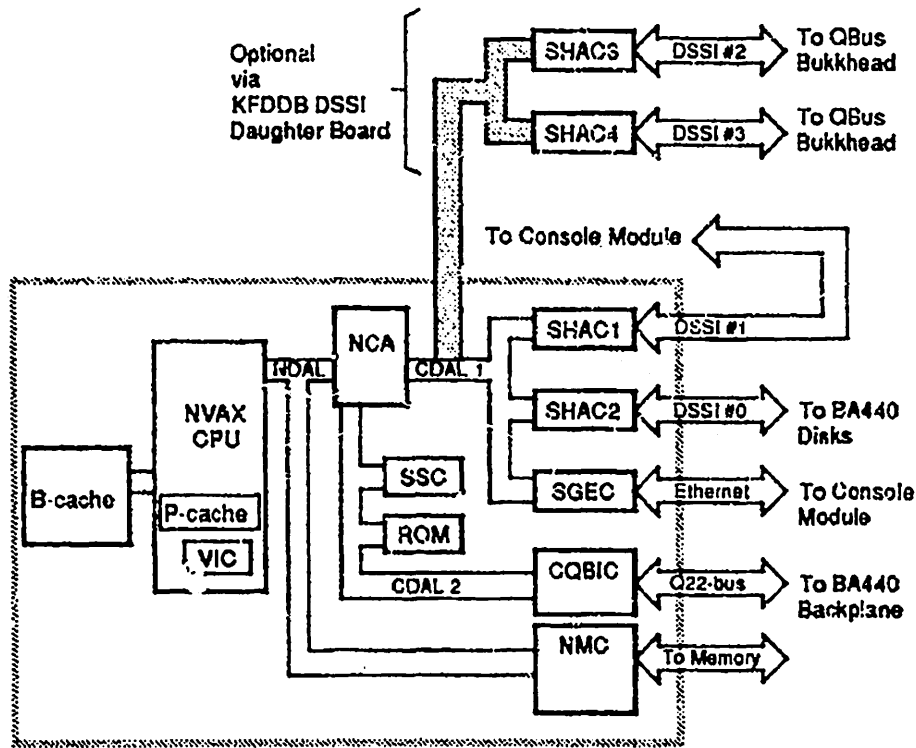 Optional
via
KFDDB DSSI
Daughter Board
SHAC3
DSSI #2
To QBus
Bukkhead
SHAC4
DSSI #3
To QBus
Bukkhead
To Console Module
NCA
SHAC1
DSSI #1
NDAL
CDAL 1
NVAX
CPU
SHAC2
DSSI #0
To BA440
Disks
B-cache
P-cache
VIC
SSC
SGEC
Ethernet
To Console
Module
ROM
CDAL 2
CQBIC
Q22-bus
To BA440
Backplane
NMC
To Memory